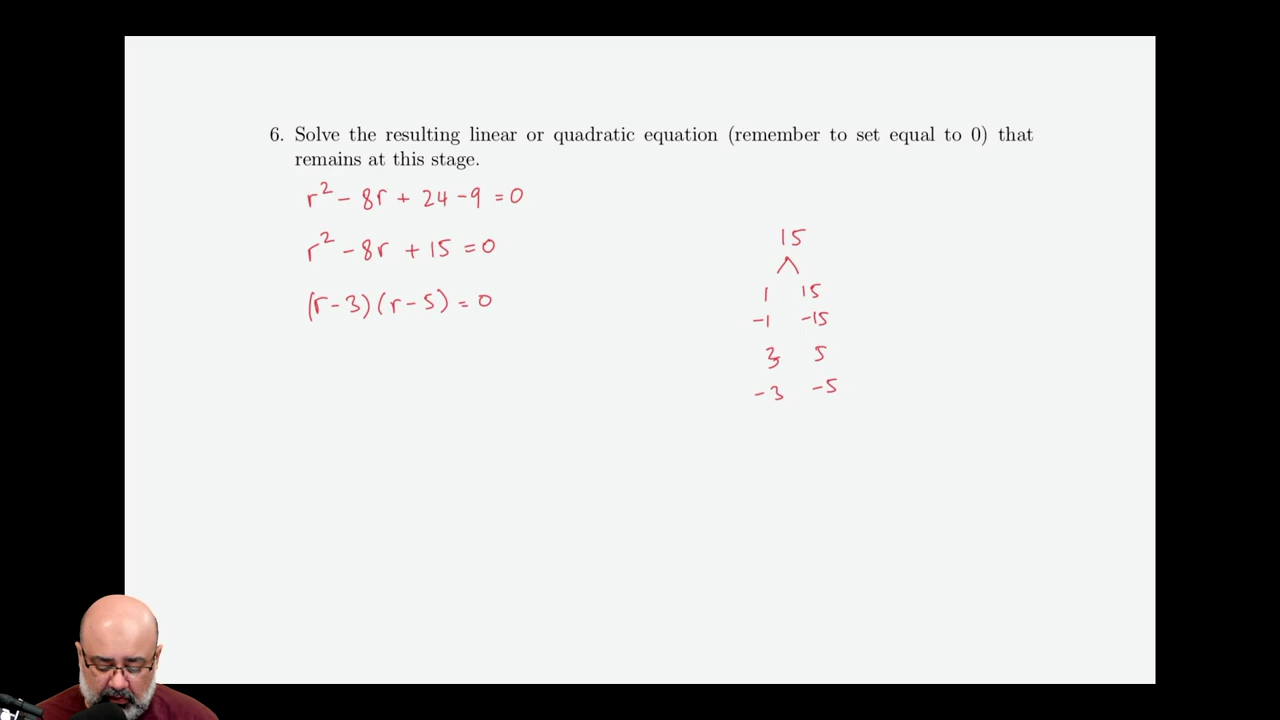 6. Solve the resulting linear or quadratic equation (remember to set equal to 0) that
remains at this stage.
r² - 8r + 24 - 9 = 0
r² - 8r + 15 = 0
(r - 3)(r - 5) = 0
15
1 15
-1 -15
3 5
-3 -5